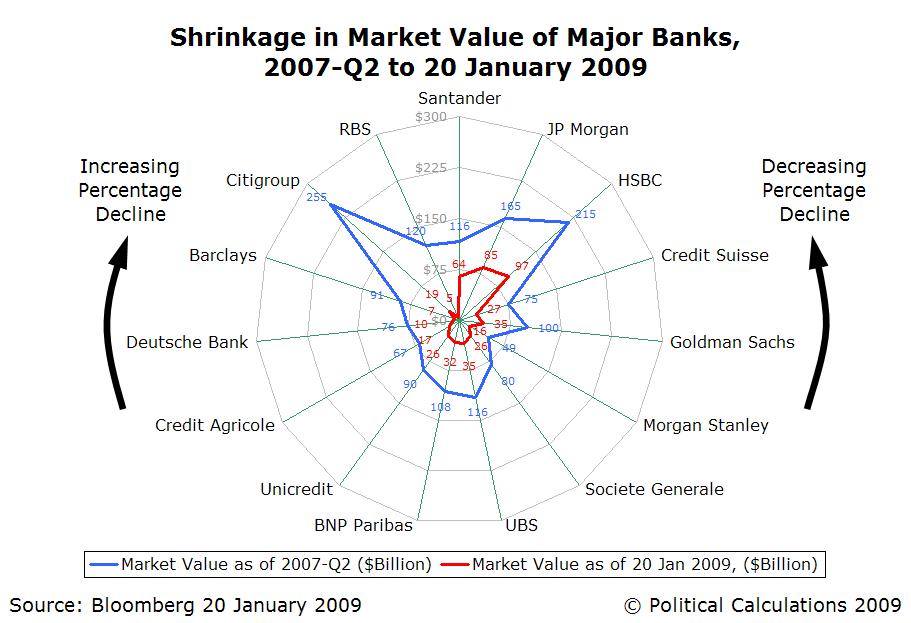 Shrinkage in Market Value of Major Banks,
2007-Q2 to 20 January 2009
Santander
$300
RBS
JP Morgan
Increasing
Percentage
Decline
Decreasing
Percentage
Decline
Citigroup
HSBC
$225
255
$150
165
215
120
116
Barclays
Credit Suisse
64
85
97
$75
91
19
5
75
7
27
76
10
$0
35
100
Deutsche Bank
Goldman Sachs
17
16
67
26
26
49
32
35
90
80
108
116
Credit Agricole
Morgan Stanley
Unicredit
Societe Generale
BNP Paribas
UBS
Market Value as of 2007-Q2 ($Billion)
Market Value as of 20 Jan 2009, ($Billion)
Source: Bloomberg 20 January 2009
© Political Calculations 2009